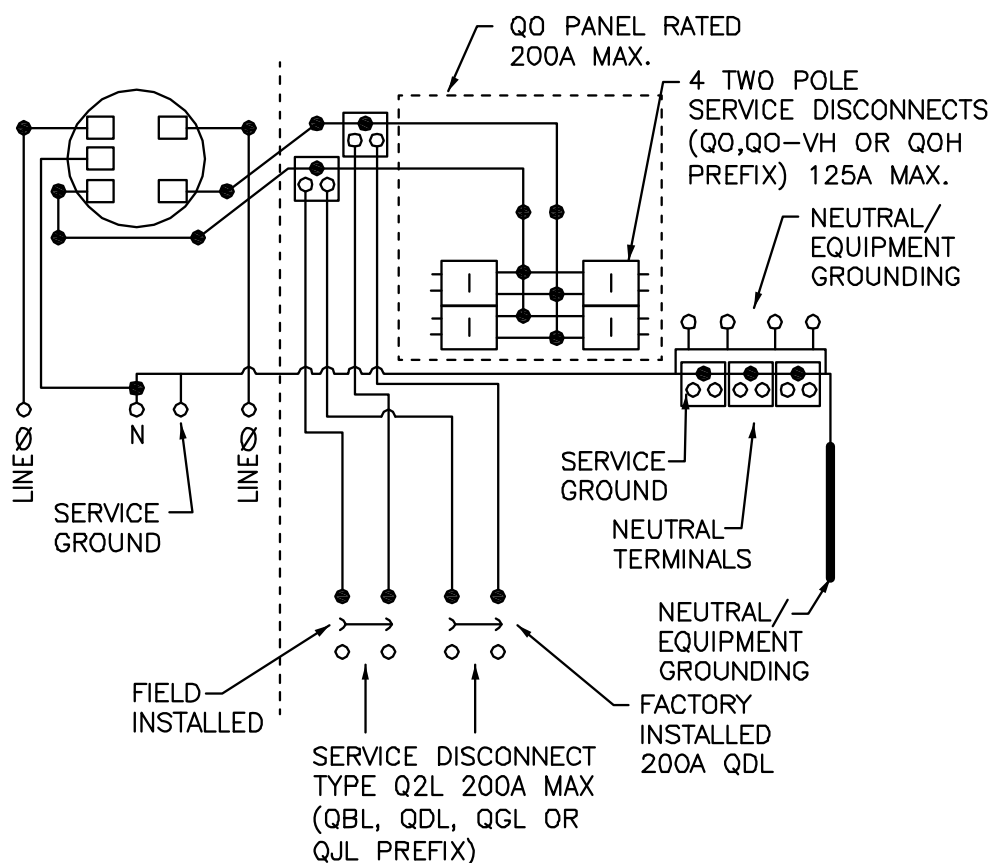 QO PANEL RATED
200A MAX.
4 TWO POLE
SERVICE DISCONNECTS
(QO,QO-VH OR QOH
PREFIX) 125A MAX.
NEUTRAL/
EQUIPMENT
GROUNDING
LINE Ø
N
LINE Ø
SERVICE
GROUND
SERVICE
GROUND
NEUTRAL
TERMINALS
NEUTRAL/
EQUIPMENT
GROUNDING
FIELD
INSTALLED
FACTORY
INSTALLED
200A QDL
SERVICE DISCONNECT
TYPE Q2L 200A MAX
(QBL, QDL, QGL OR
QJL PREFIX)